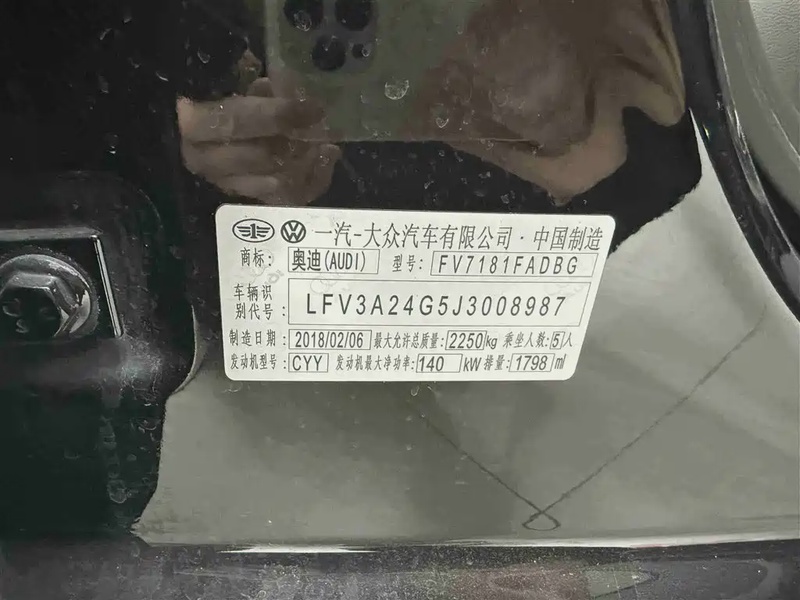 一汽-大众汽车有限公司·中国制造
商标: 奥迪(AUDI) 型号: FV7181FADBG
车辆识
别代号: LFV3A24G5J3008987
制造日期: 2018/02/06 最大允许总质量: 2250kg 乘坐人数: 5人
发动机型号: CYY 发动机最大净功率: 140 kW 排量: 1798 ml